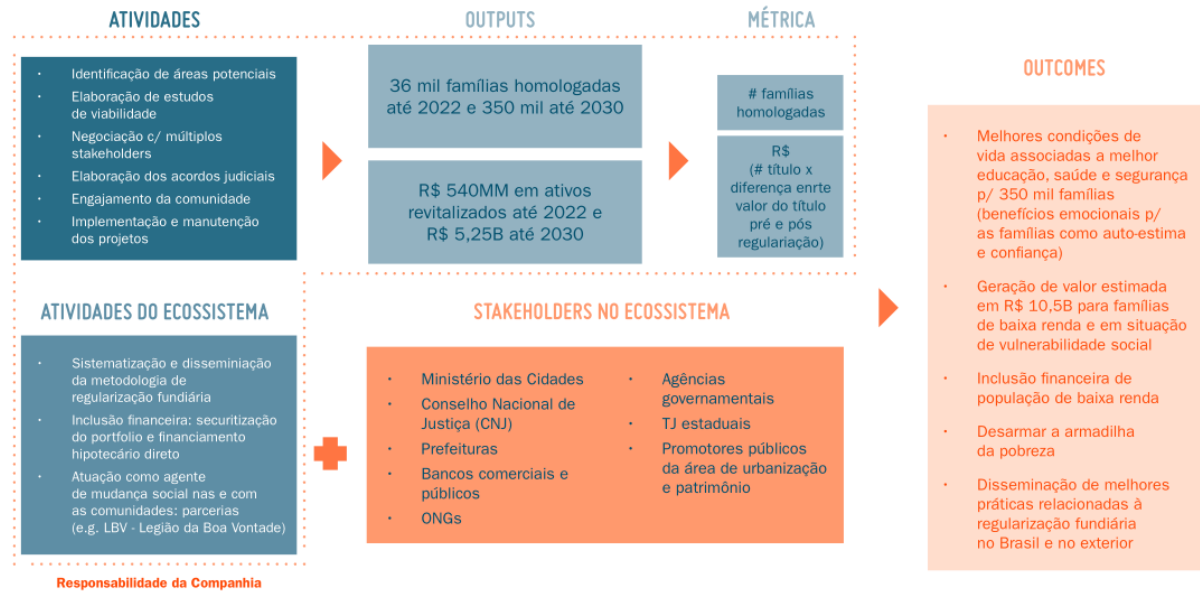 ATIVIDADES
• Identificação de áreas potenciais
• Elaboração de estudos
de viabilidade
• Negociação c/ múltiplos
stakeholders
• Elaboração dos acordos judiciais
• Engajamento da comunidade
• Implementação e manutenção
dos projetos
OUTPUTS
36 mil famílias homologadas
até 2022 e 350 mil até 2030
R$ 540MM em ativos
revitalizados até 2022 e
R$ 5,25B até 2030
MÉTRICA
# famílias
homologadas
R$
(# título x
diferença enrte
valor do título
pré e pós
regulariação)
ATIVIDADES DO ECOSSISTEMA
• Sistematização e disseminiação
da metodologia de
regularização fundiária
• Inclusão financeira: securitização
do portfolio e financiamento
hipotecário direto
• Atuação como agente
de mudança social nas e com
as comunidades: parcerias
(e.g. LBV - Legião da Boa Vontade)
Responsabilidade da Companhia
STAKEHOLDERS NO ECOSSISTEMA
• Ministério das Cidades
• Conselho Nacional de
Justiça (CNJ)
• Prefeituras
• Bancos comerciais e
públicos
• ONGs
• Agências
governamentais
• TJ estaduais
• Promotores públicos
da área de urbanização
e patrimônio
OUTCOMES
• Melhores condições de
vida associadas a melhor
educação, saúde e segurança
p/ 350 mil famílias
(benefícios emocionais p/
as famílias como auto-estima
e confiança)
• Geração de valor estimada
em R$ 10,5B para famílias
de baixa renda e em situação
de vulnerabilidade social
• Inclusão financeira de
população de baixa renda
• Desarmar a armadilha
da pobreza
• Disseminação de melhores
práticas relacionadas à
regularização fundiária
no Brasil e no exterior